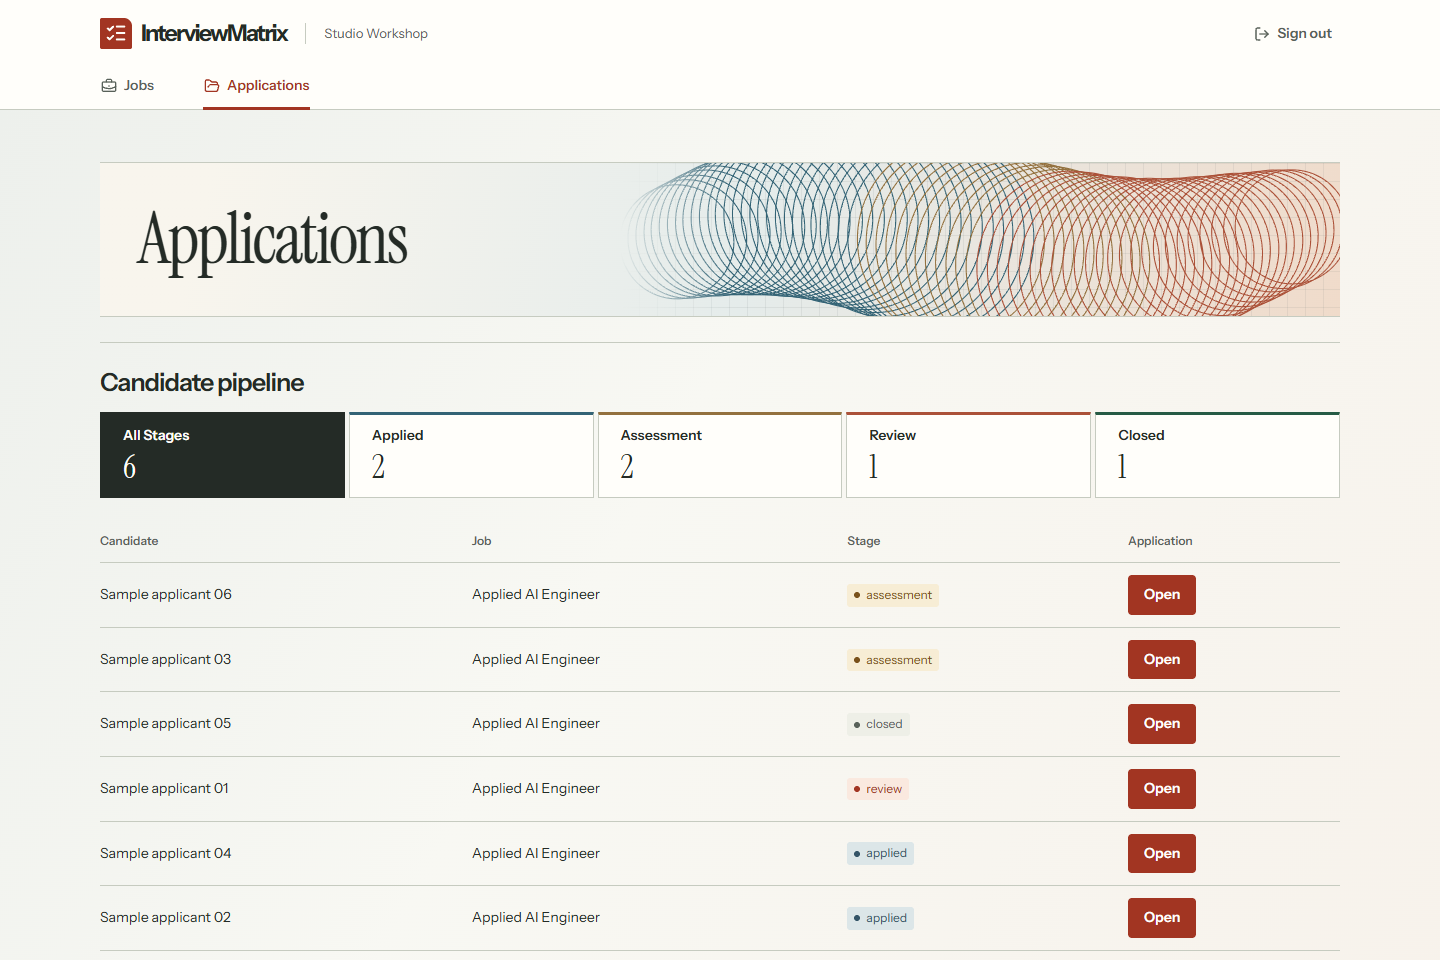 InterviewMatrix Studio Workshop Sign out
Jobs Applications
Applications
Candidate pipeline
All Stages Applied Assessment Review Closed
6 2 2 1 1
Candidate Job Stage Application
Sample applicant 06 Applied AI Engineer assessment Open
Sample applicant 03 Applied AI Engineer assessment Open
Sample applicant 05 Applied AI Engineer closed Open
Sample applicant 01 Applied AI Engineer review Open
Sample applicant 04 Applied AI Engineer applied Open
Sample applicant 02 Applied AI Engineer applied Open